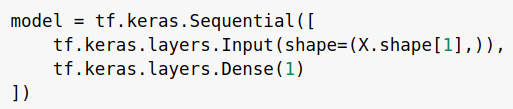 model = tf.keras.Sequential([
    tf.keras.layers.Input(shape=(X.shape[1],)),
    tf.keras.layers.Dense(1)
])